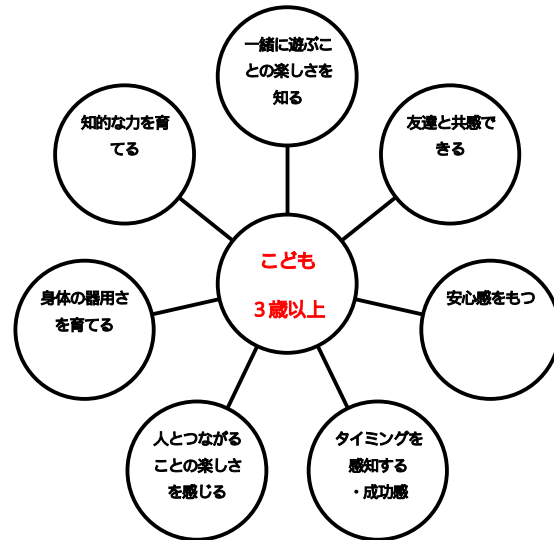 一緒に遊ぶこ
との楽しさを
知る
友達と共感で
きる
安心感をもつ
タイミングを
感知する
・成功感
人とつながる
ことの楽しさ
を感じる
身体の器用さ
を育てる
知的な力を育
てる
こども
3歳以上